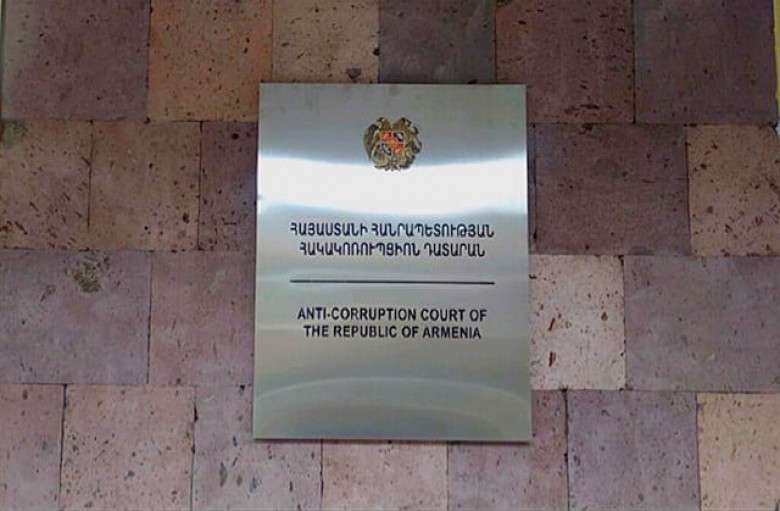 ՀԱՅԱՍՏԱՆԻ ՀԱՆՐԱՊԵՏՈՒԹՅԱՆ
ՀԱԿԱԿՈՌՈՒՊՑԻՈՆ ԴԱՏԱՐԱՆ
ANTI-CORRUPTION COURT OF
THE REPUBLIC OF ARMENIA